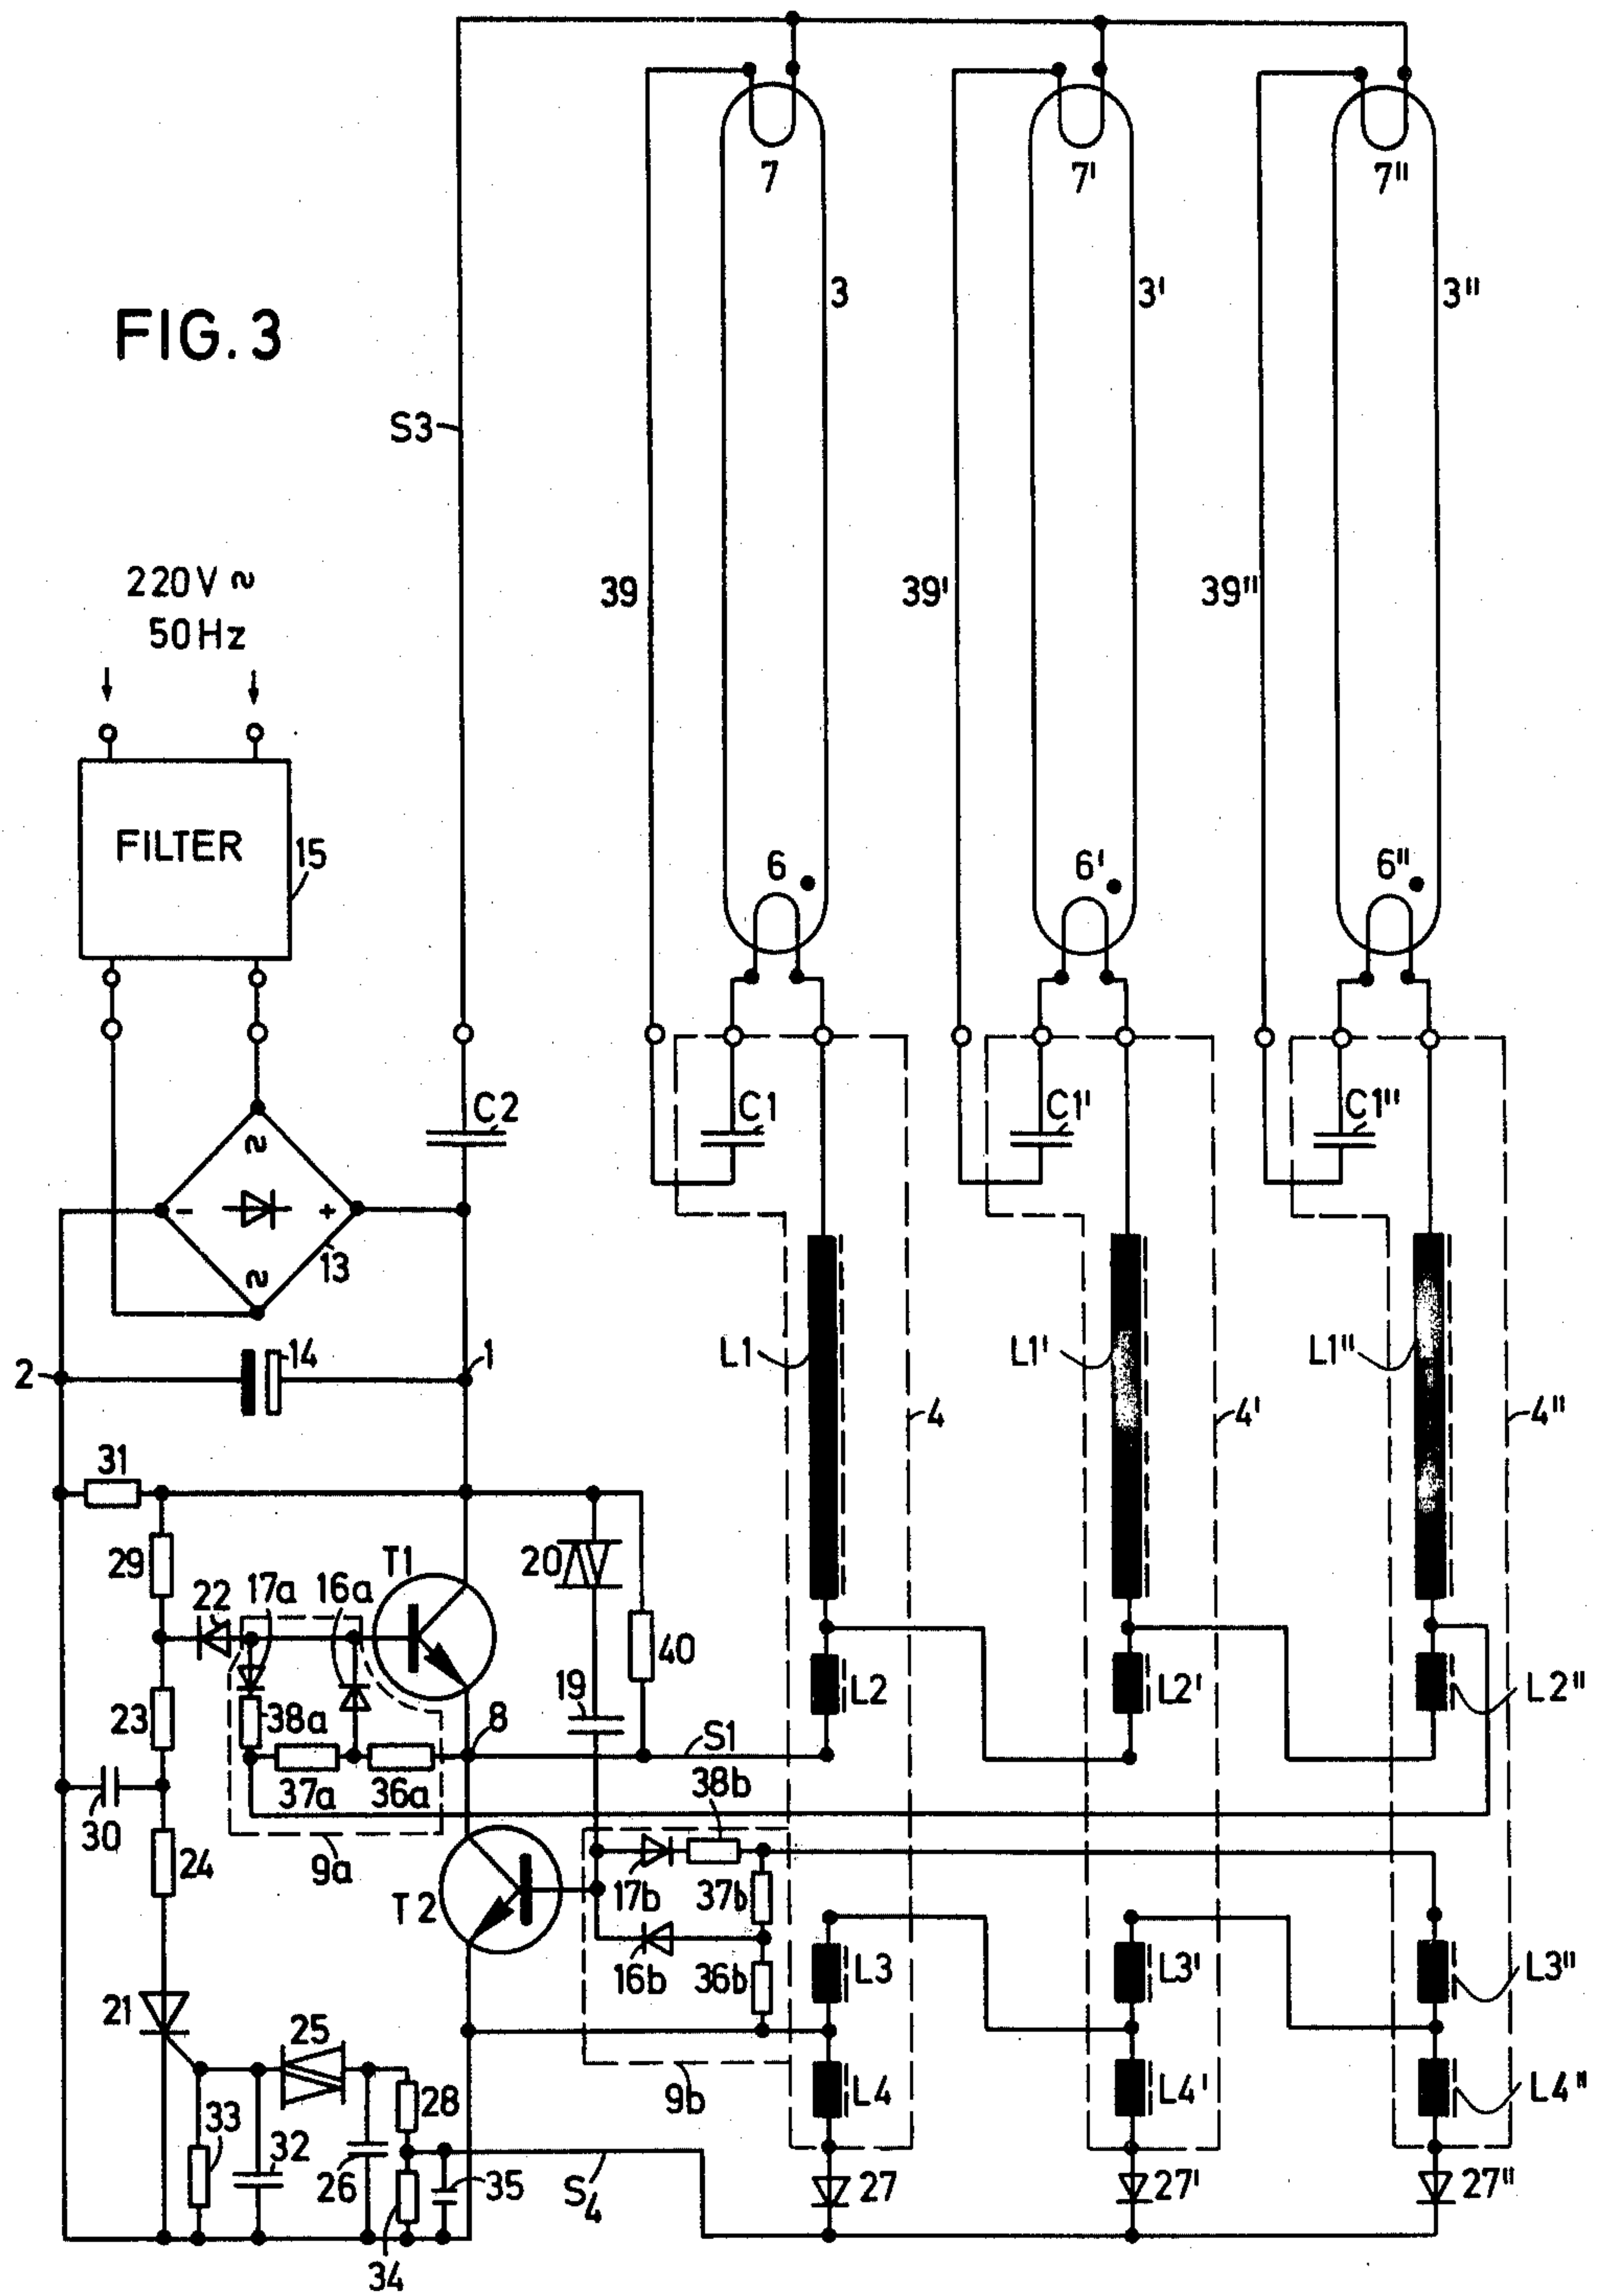 7 7' 7"
3 3' 3"
FIG. 3
S3
220V ≈
50Hz
39 39' 39"
FILTER
15
6 6' 6"
C2 C1 C1' C1"
≈
- +
13
≈
L1 L1' L1"
2 14 1
4 4' 4"
31
29 T1 20
22 17a 16a
40
23 38a 19 L2 L2' L2"
8 S1
37a 36a 38b
30
24 9a
T2 17b 37b
16b 36b L3 L3' L3"
21 25
9b L4 L4' L4"
33 28
32 26 35 S4 27 27' 27"
34